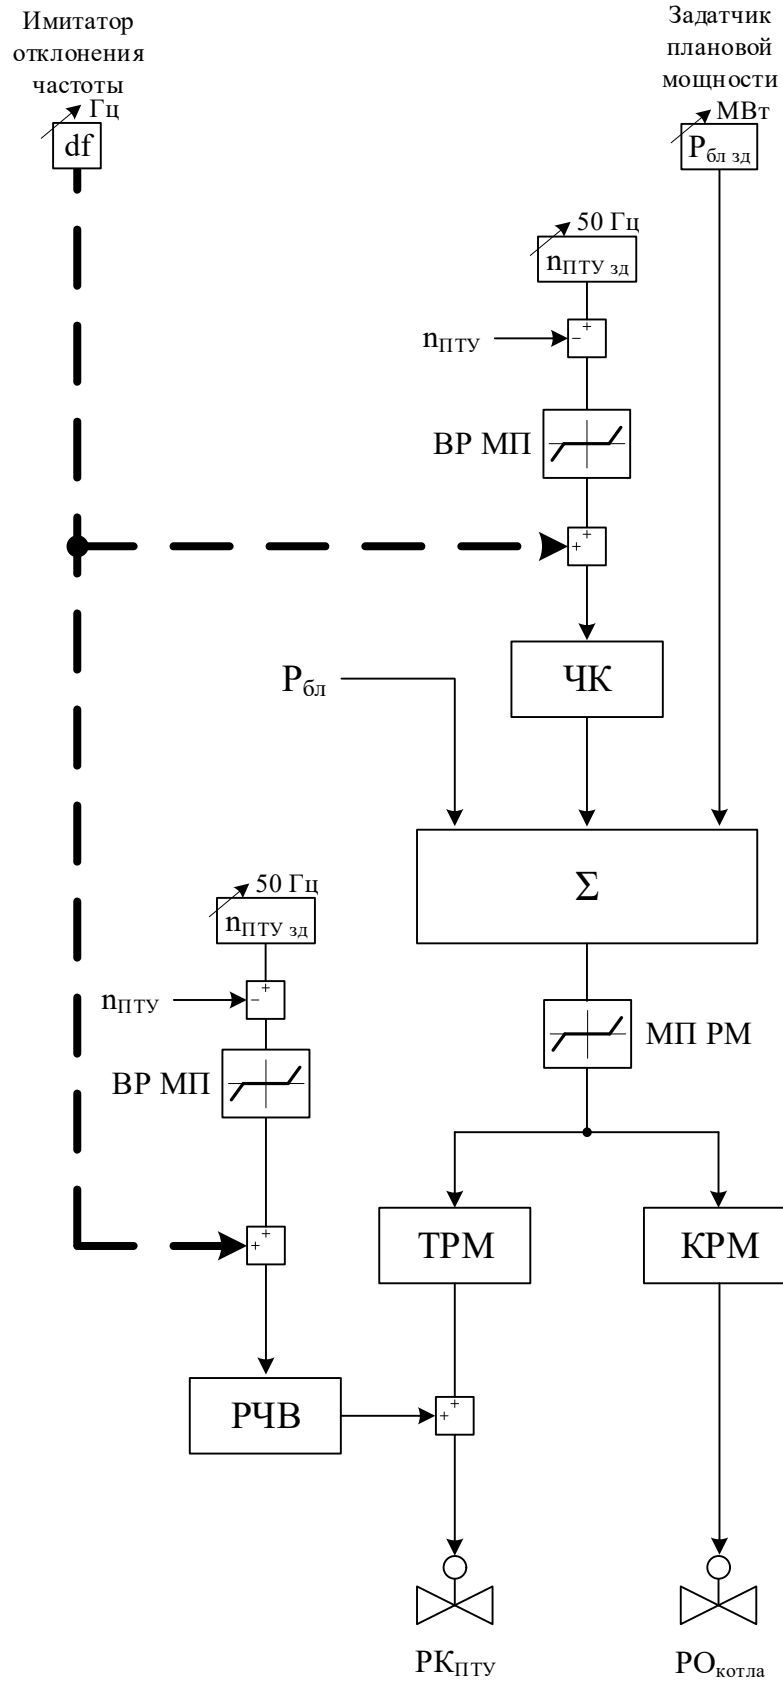 Имитатор
отклонения
частоты
Гц
df
Задатчик
плановой
мощности
МВт
Pбл зд
50 Гц
nПТУ зд
+
nПТУ
−
ВР МП
+
+
ЧК
Pбл
Σ
50 Гц
nПТУ зд
+
nПТУ
−
МП РМ
ВР МП
+
+
ТРМ
КРМ
РЧВ
+
+
РКПТУ
РОкотла